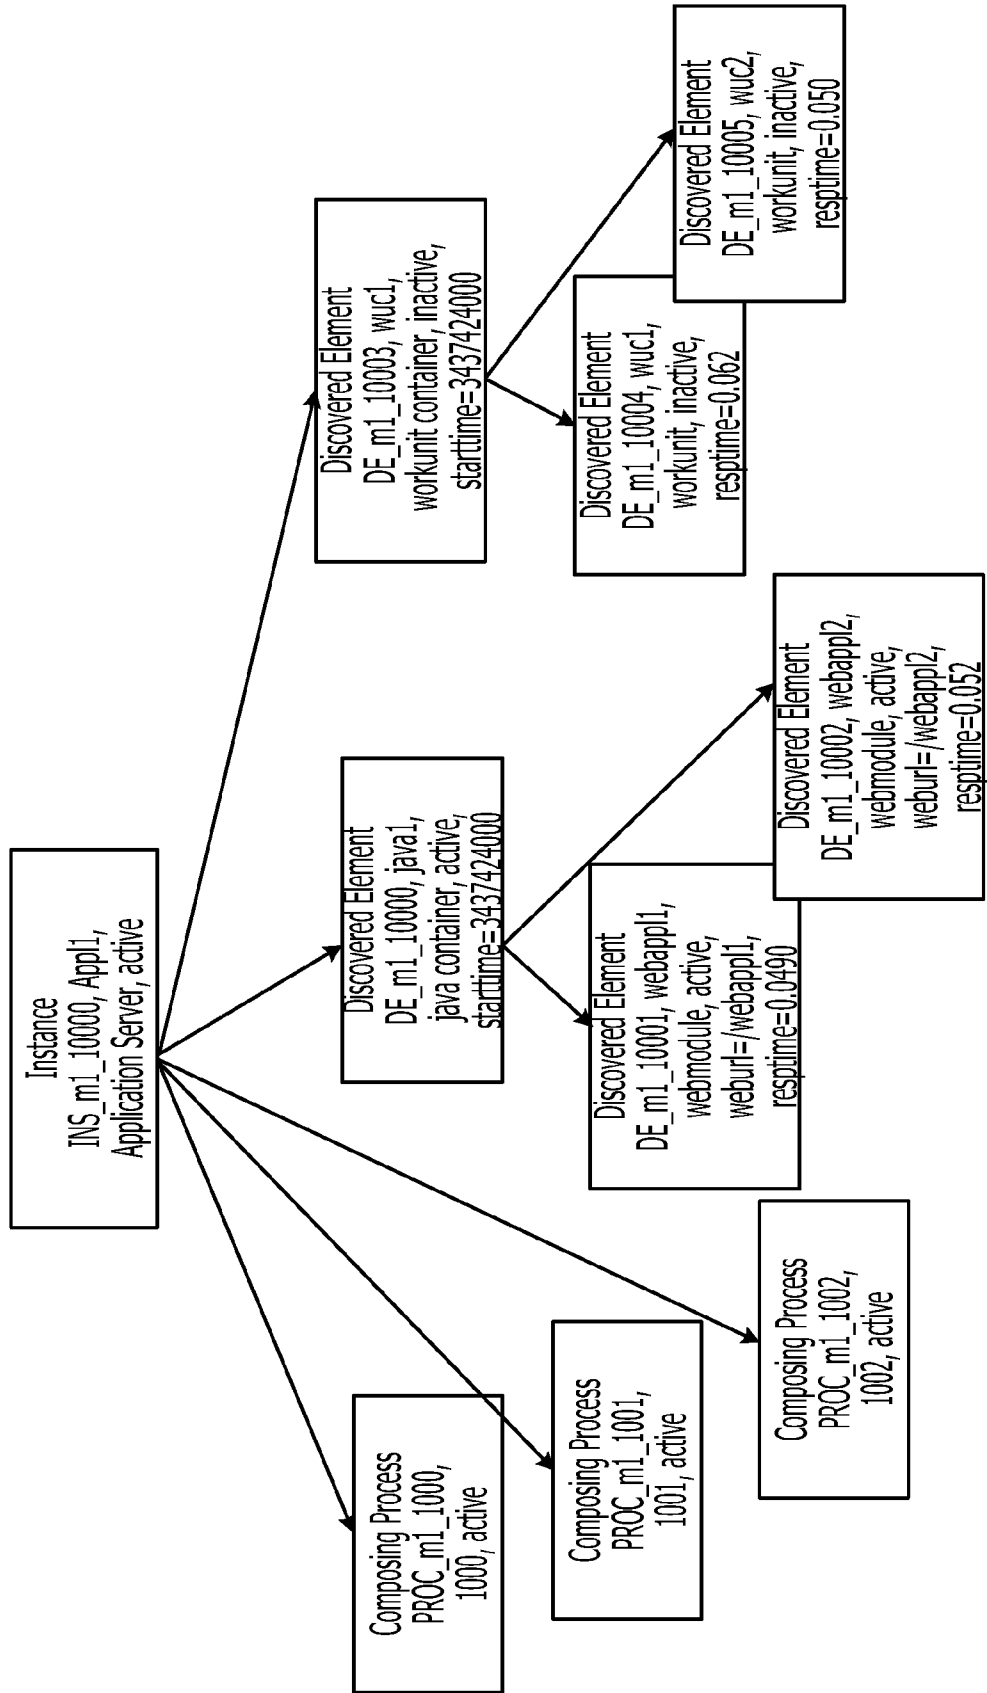 Instance
INS_m1_10000, Appl1,
Application Server, active
Composing Process
PROC_m1_1000,
1000, active
Composing Process
PROC_m1_1001,
1001, active
Composing Process
PROC_m1_1002,
1002, active
Discovered Element
DE_m1_10000, java1,
java container, active,
starttime=3437424000
Discovered Element
DE_m1_10001, webappl1,
webmodule, active,
weburl=/webappl1,
resptime=0.0490
Discovered Element
DE_m1_10002, webappl2,
webmodule, active,
weburl=/webappl2,
resptime=0.052
Discovered Element
DE_m1_10003, wuc1,
workunit container, inactive,
starttime=3437424000
Discovered Element
DE_m1_10004, wuc1,
workunit, inactive,
resptime=0.062
Discovered Element
DE_m1_10005, wuc2,
workunit, inactive,
resptime=0.050